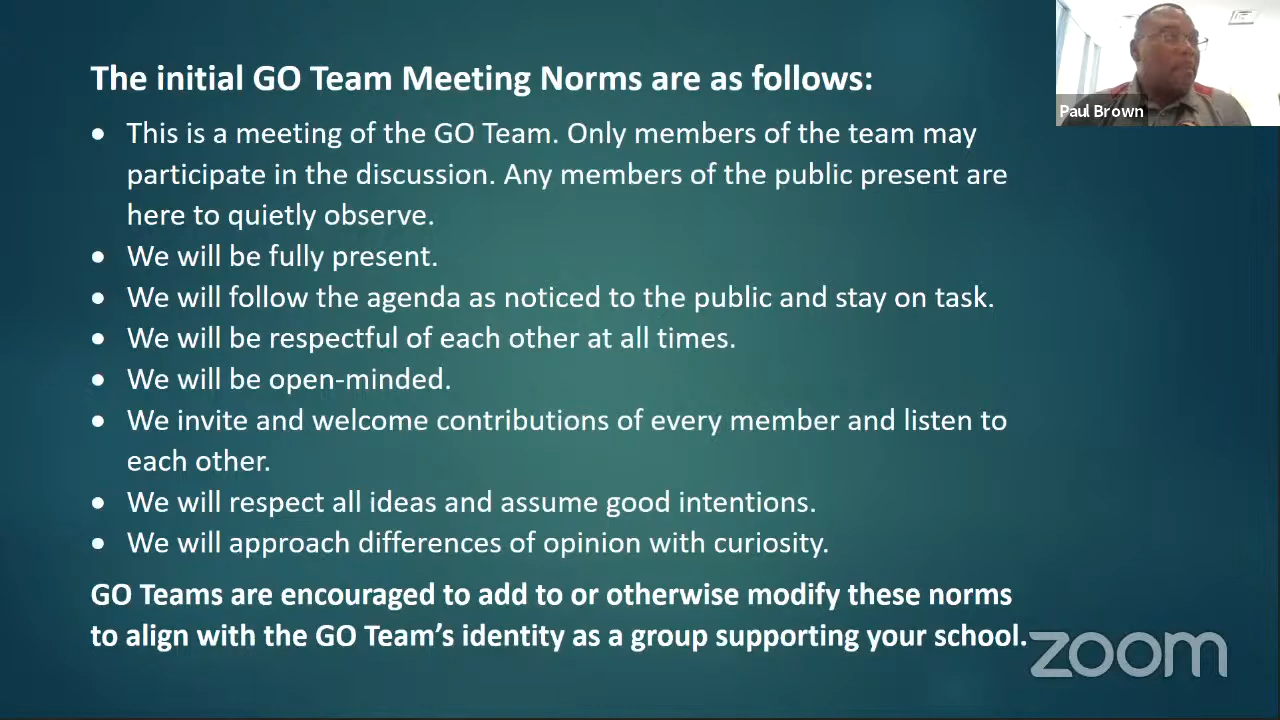 The initial GO Team Meeting Norms are as follows:
• This is a meeting of the GO Team. Only members of the team may
participate in the discussion. Any members of the public present are
here to quietly observe.
• We will be fully present.
• We will follow the agenda as noticed to the public and stay on task.
• We will be respectful of each other at all times.
• We will be open-minded.
• We invite and welcome contributions of every member and listen to
each other.
• We will respect all ideas and assume good intentions.
• We will approach differences of opinion with curiosity.
GO Teams are encouraged to add to or otherwise modify these norms
to align with the GO Team’s identity as a group supporting your school.
Paul Brown
zoom